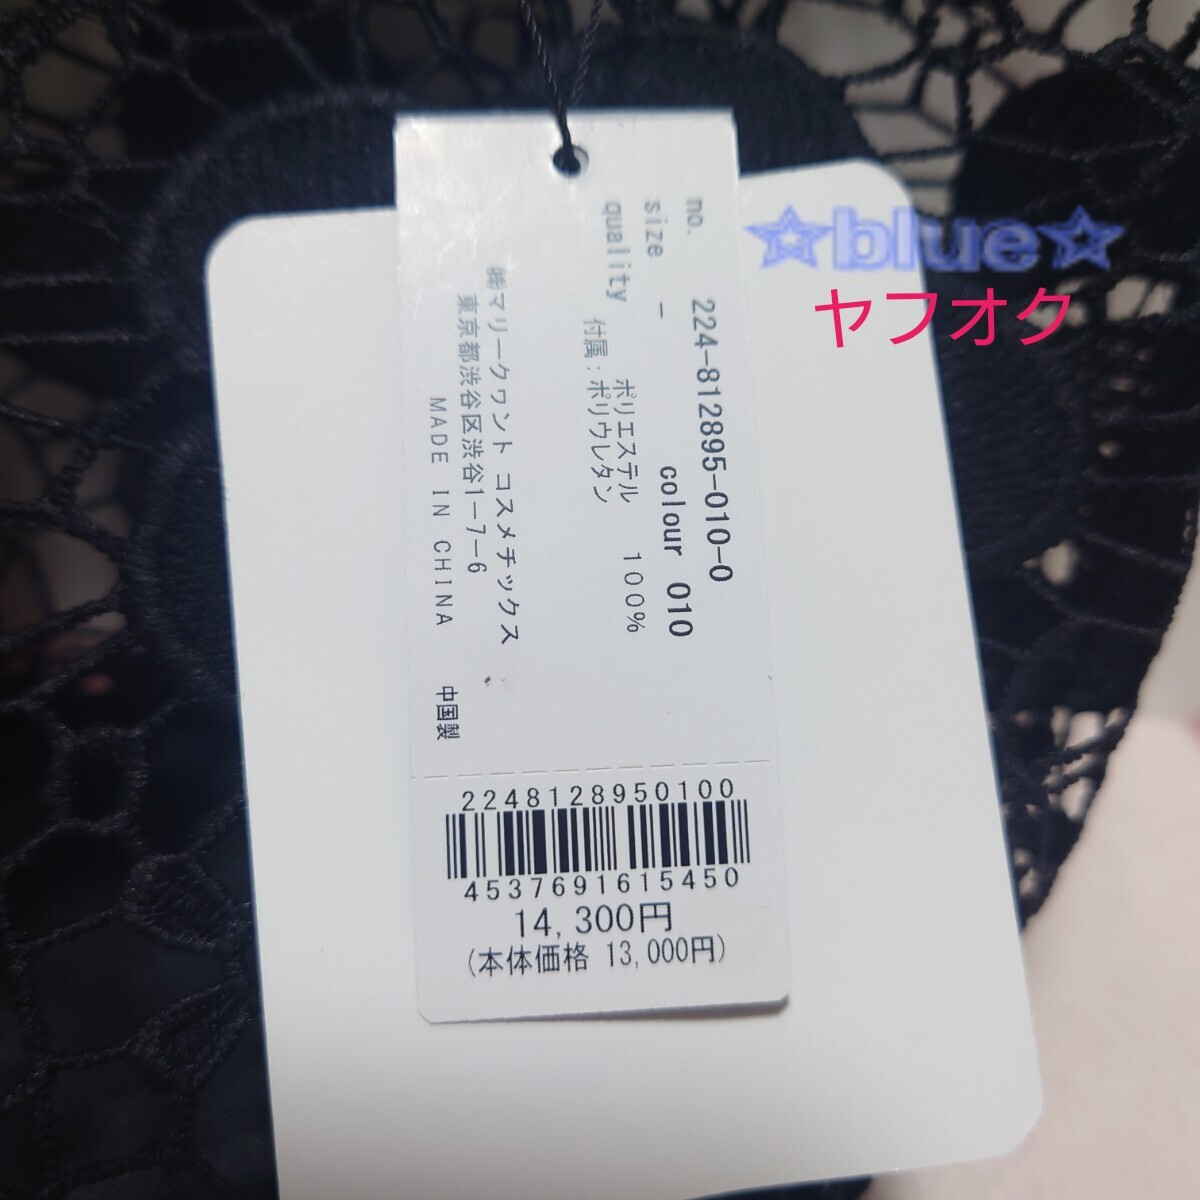 ☆blue☆
ヤフオク
no. 224-812895-010-0
size - colour 010
quality ポリエステル 100%
付属:ポリウレタン
㈱マリークヮント コスメチックス
東京都渋谷区渋谷1-7-6
MADE IN CHINA 中国製
2248128950100
4537691615450
14,300円
(本体価格 13,000円)